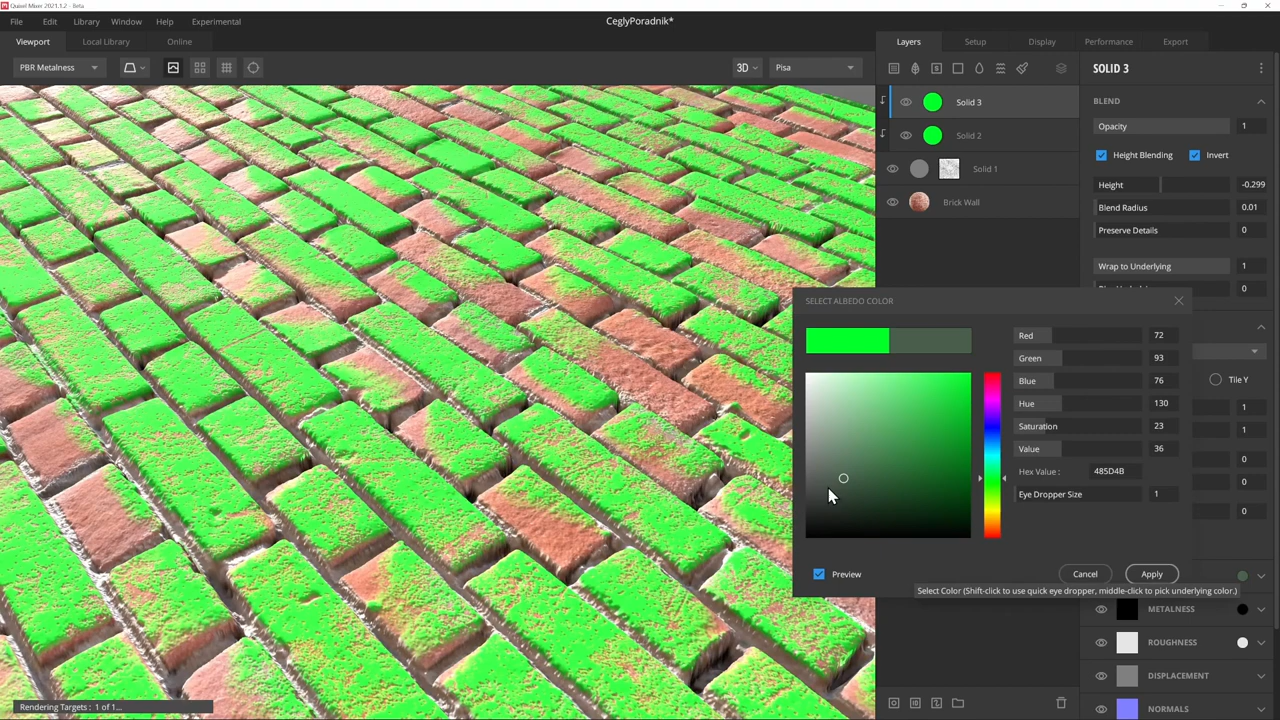 Quixel Mixer 2021.1.2 - Beta
File Edit Library Window Help Experimental
CeglyPoradnik*
Viewport Local Library Online
Layers Setup Display Performance Export
PBR Metalness
3D Pisa
SOLID 3
BLEND
Opacity 1
Height Blending Invert
Height -0.299
Blend Radius 0.01
Preserve Details 0
Wrap to Underlying 1
0
Solid 3
Solid 2
Solid 1
Brick Wall
SELECT ALBEDO COLOR
Red 72
Green 93
Blue 76
Hue 130
Saturation 23
Value 36
Hex Value : 485D4B
Eye Dropper Size 1
Preview
Cancel Apply
Select Color (Shift-click to use quick eye dropper, middle-click to pick underlying color.)
Tile Y
1
1
0
0
0
METALNESS
ROUGHNESS
DISPLACEMENT
NORMALS
Rendering Targets : 1 of 1...